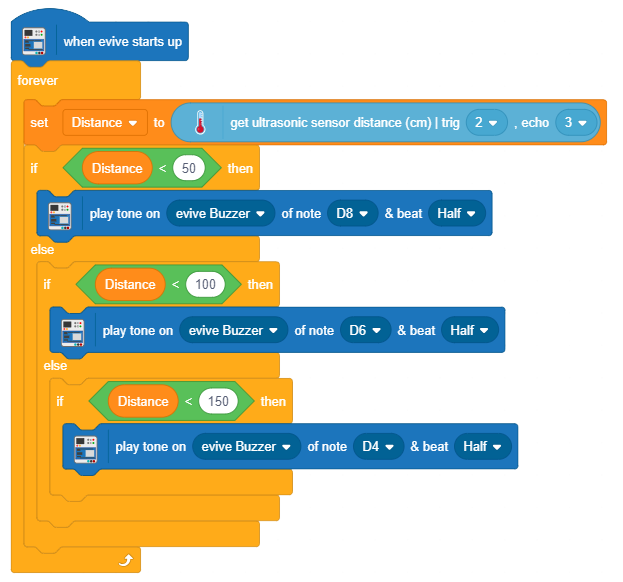 when evive starts up
forever
set Distance to get ultrasonic sensor distance (cm) | trig 2 , echo 3
if Distance < 50 then
play tone on evive Buzzer of note D8 & beat Half
else
if Distance < 100 then
play tone on evive Buzzer of note D6 & beat Half
else
if Distance < 150 then
play tone on evive Buzzer of note D4 & beat Half